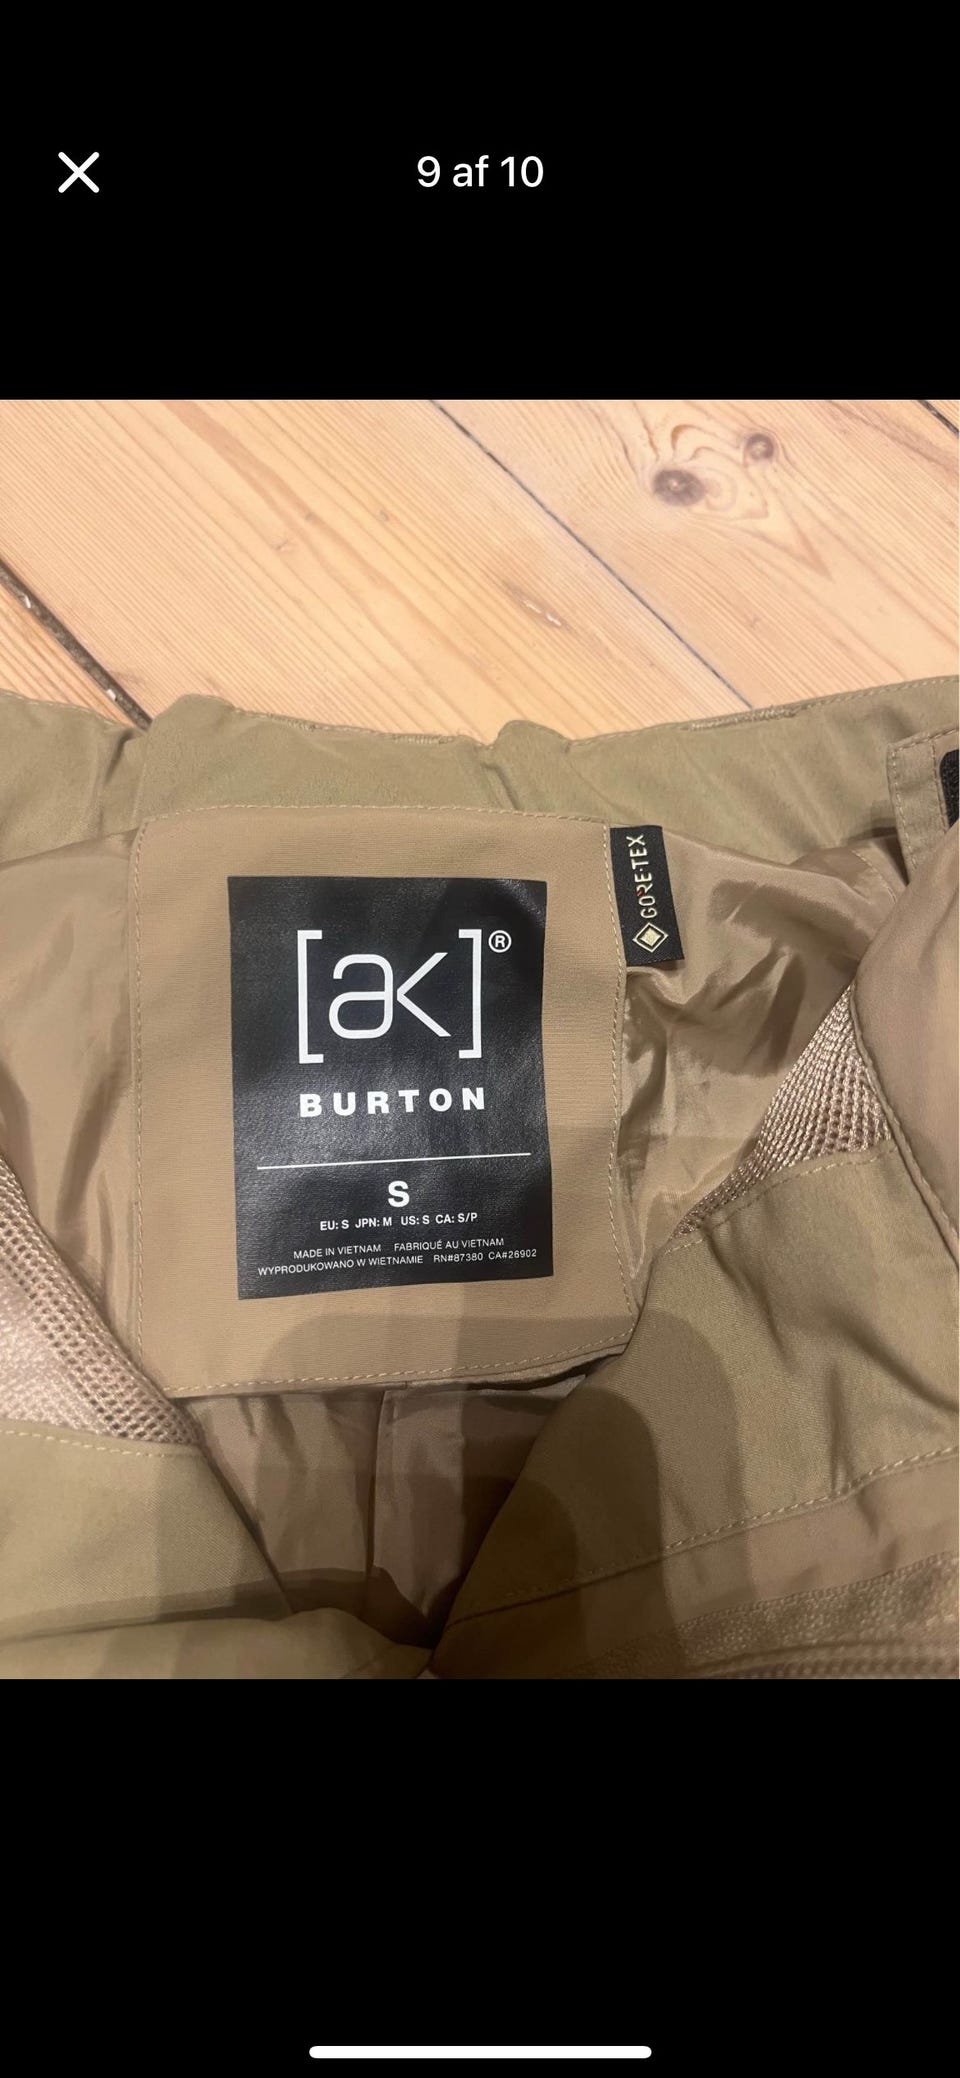 9 af 10
GORE-TEX
[ak]®
BURTON
S
EU: S JPN: M US: S CA: S/P
MADE IN VIETNAM FABRIQUÉ AU VIETNAM
WYPRODUKOWANO W WIETNAMIE RN#87380 CA#26902